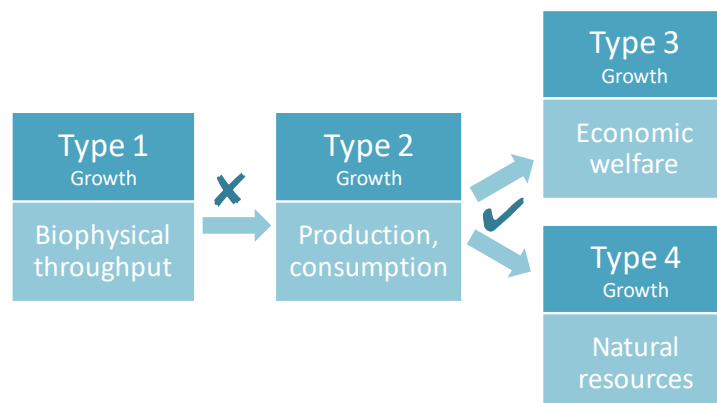 Type 1
Growth
Biophysical
throughput
Type 2
Growth
Production,
consumption
Type 3
Growth
Economic
welfare
Type 4
Growth
Natural
resources